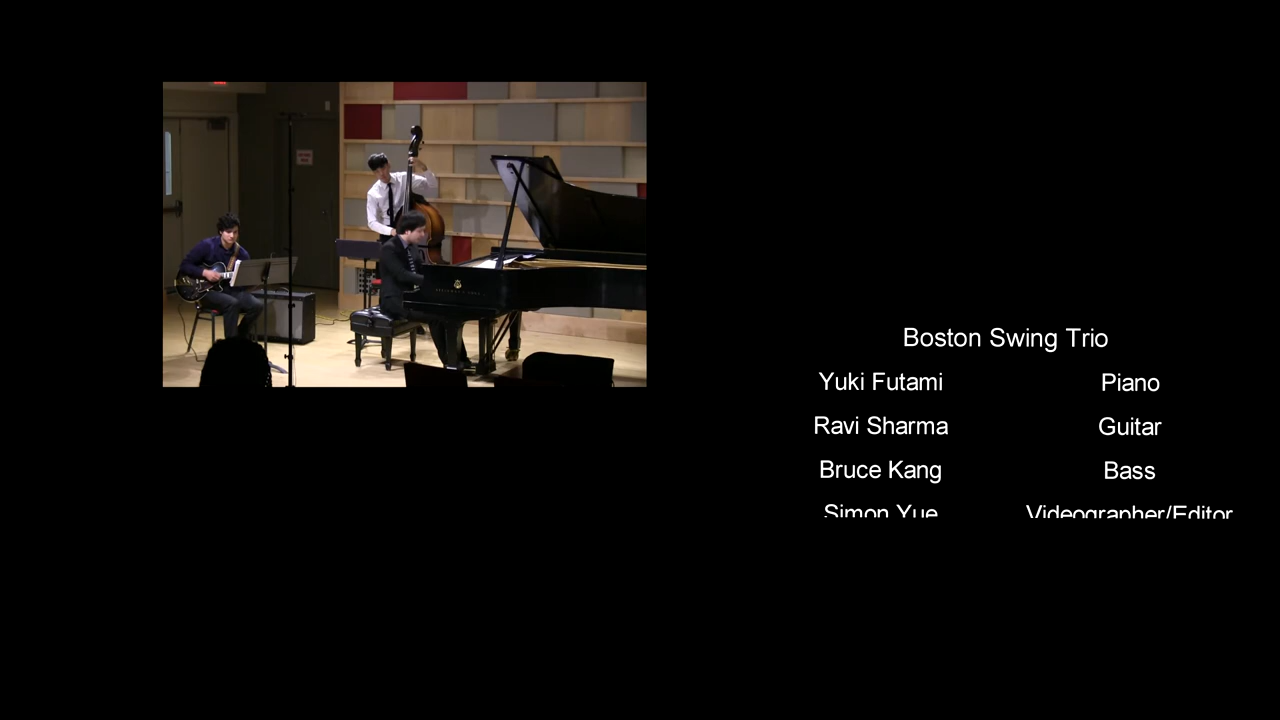 Boston Swing Trio
Yuki Futami Piano
Ravi Sharma Guitar
Bruce Kang Bass
Simon Yue Videographer/Editor